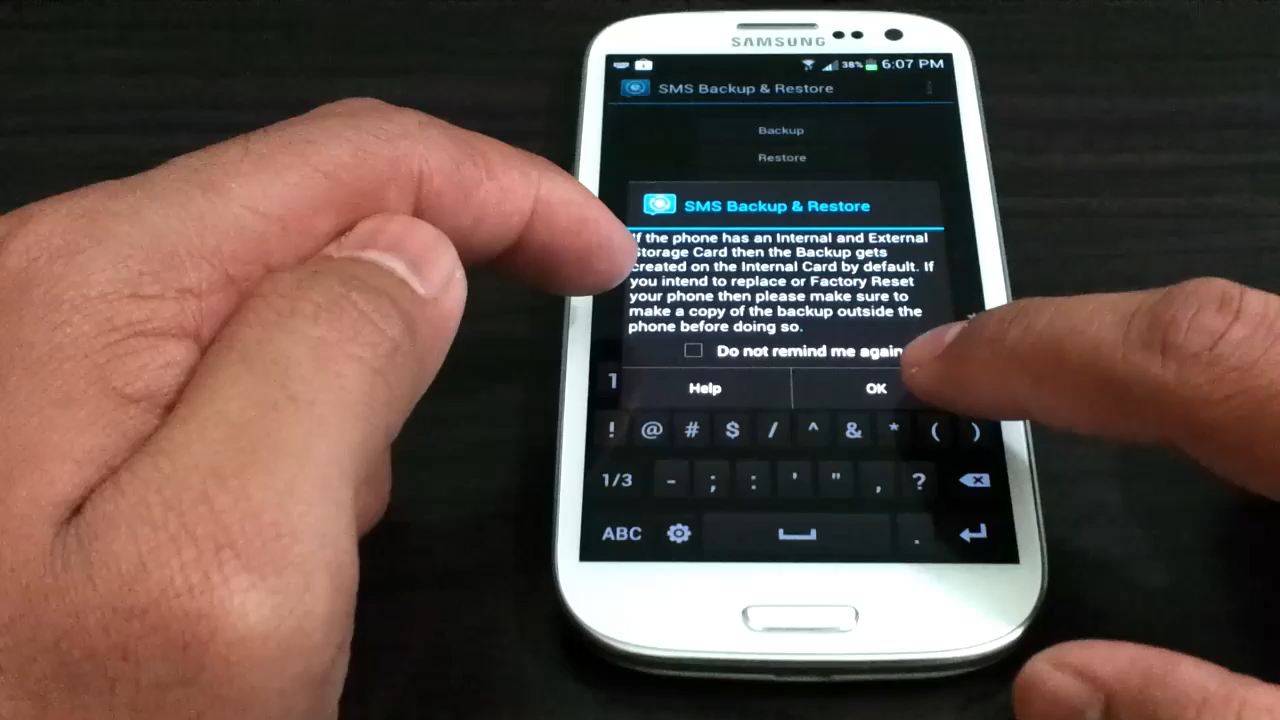 SAMSUNG
38% 6:07 PM
SMS Backup & Restore
Backup
Restore
SMS Backup & Restore
If the phone has an Internal and External
Storage Card then the Backup gets
created on the Internal Card by default. If
you intend to replace or Factory Reset
your phone then please make sure to
make a copy of the backup outside the
phone before doing so.
Do not remind me again
Help OK
1
! @ # $ / ^ & * ( )
1/3 - ; : ' " , ?
ABC .